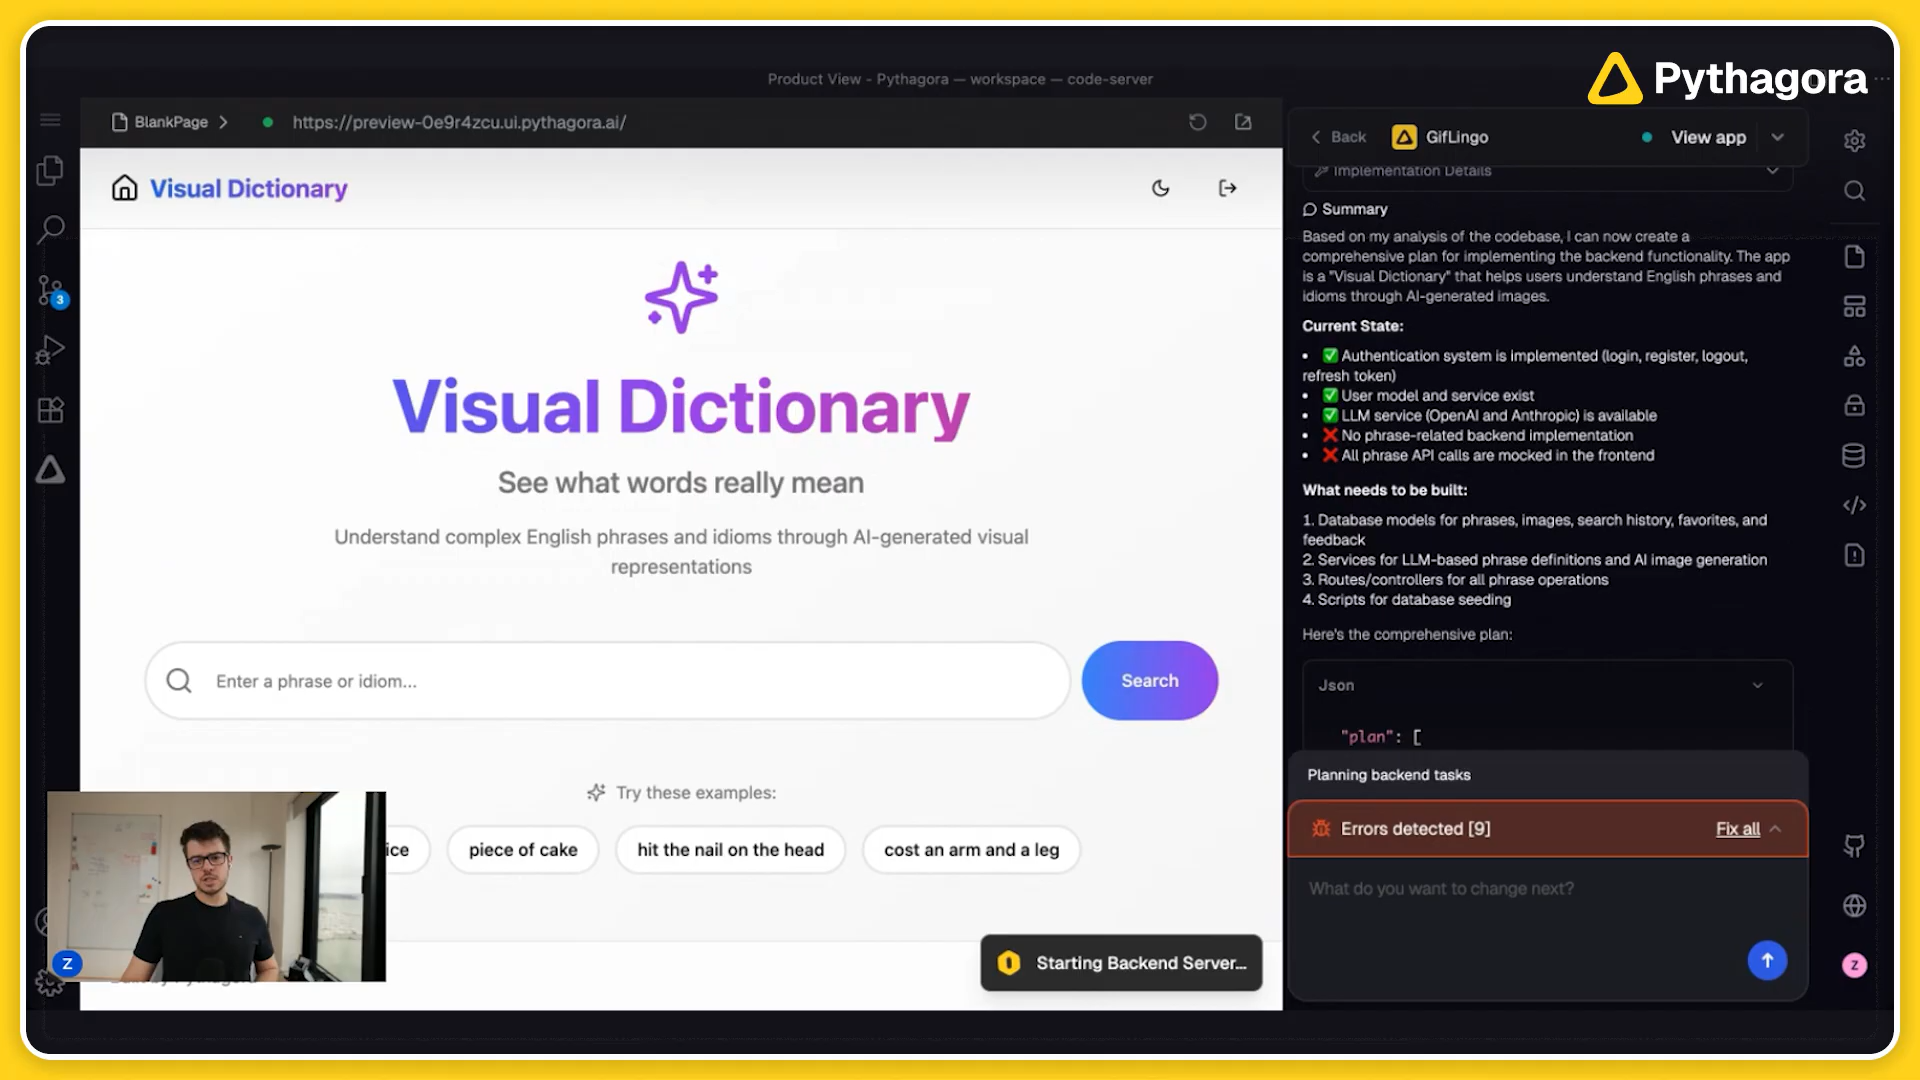 Pythagora
Product View - Pythagora — workspace — code-server
BlankPage
https://preview-0e9r4zcu.ui.pythagora.ai/
Visual Dictionary
Visual Dictionary
See what words really mean
Understand complex English phrases and idioms through AI-generated visual
representations
Enter a phrase or idiom...
Search
Try these examples:
ice
piece of cake
hit the nail on the head
cost an arm and a leg
Starting Backend Server...
3
Z
Back
GifLingo
View app
Implementation Details
Summary
Based on my analysis of the codebase, I can now create a
comprehensive plan for implementing the backend functionality. The app
is a "Visual Dictionary" that helps users understand English phrases and
idioms through AI-generated images.
Current State:
• ✅ Authentication system is implemented (login, register, logout,
refresh token)
• ✅ User model and service exist
• ✅ LLM service (OpenAI and Anthropic) is available
• ❌ No phrase-related backend implementation
• ❌ All phrase API calls are mocked in the frontend
What needs to be built:
1. Database models for phrases, images, search history, favorites, and
feedback
2. Services for LLM-based phrase definitions and AI image generation
3. Routes/controllers for all phrase operations
4. Scripts for database seeding
Here's the comprehensive plan:
Json
"plan": [
Planning backend tasks
Errors detected [9]
Fix all
What do you want to change next?
Z